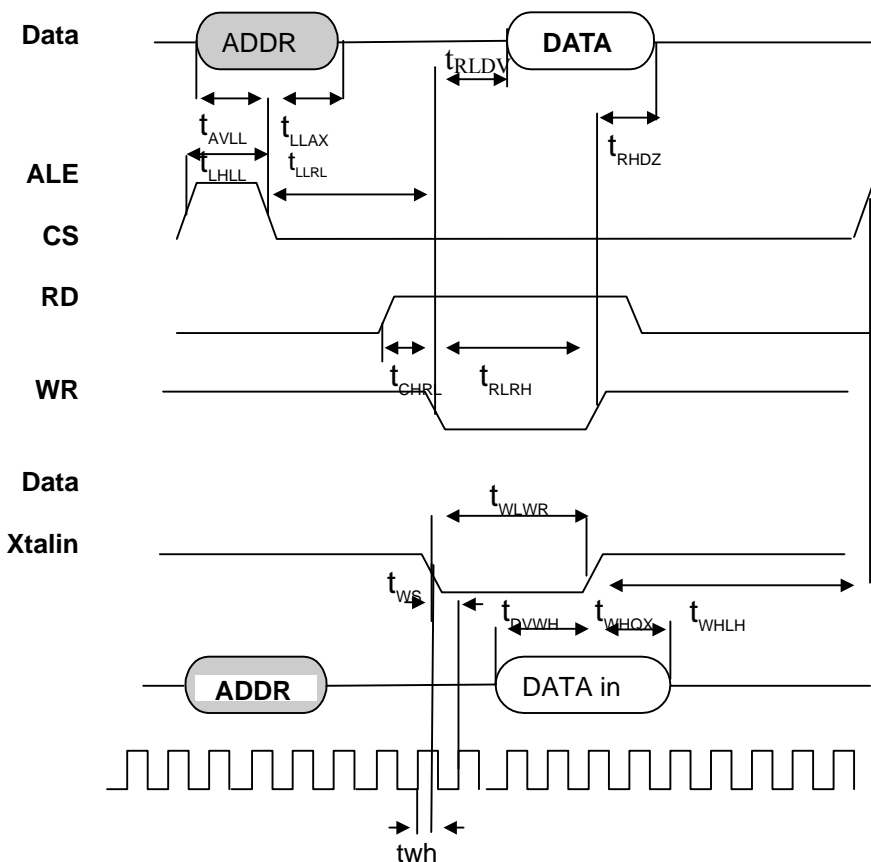 Data ADDR DATA
tRLDV
tAVLL tLLAX tRHDZ
ALE tLHLL tLLRL
CS
RD
tCHRL tRLRH
WR
Data
tWLWR
Xtalin
tWS tDVWH tWHQX tWHLH
ADDR DATA in
twh